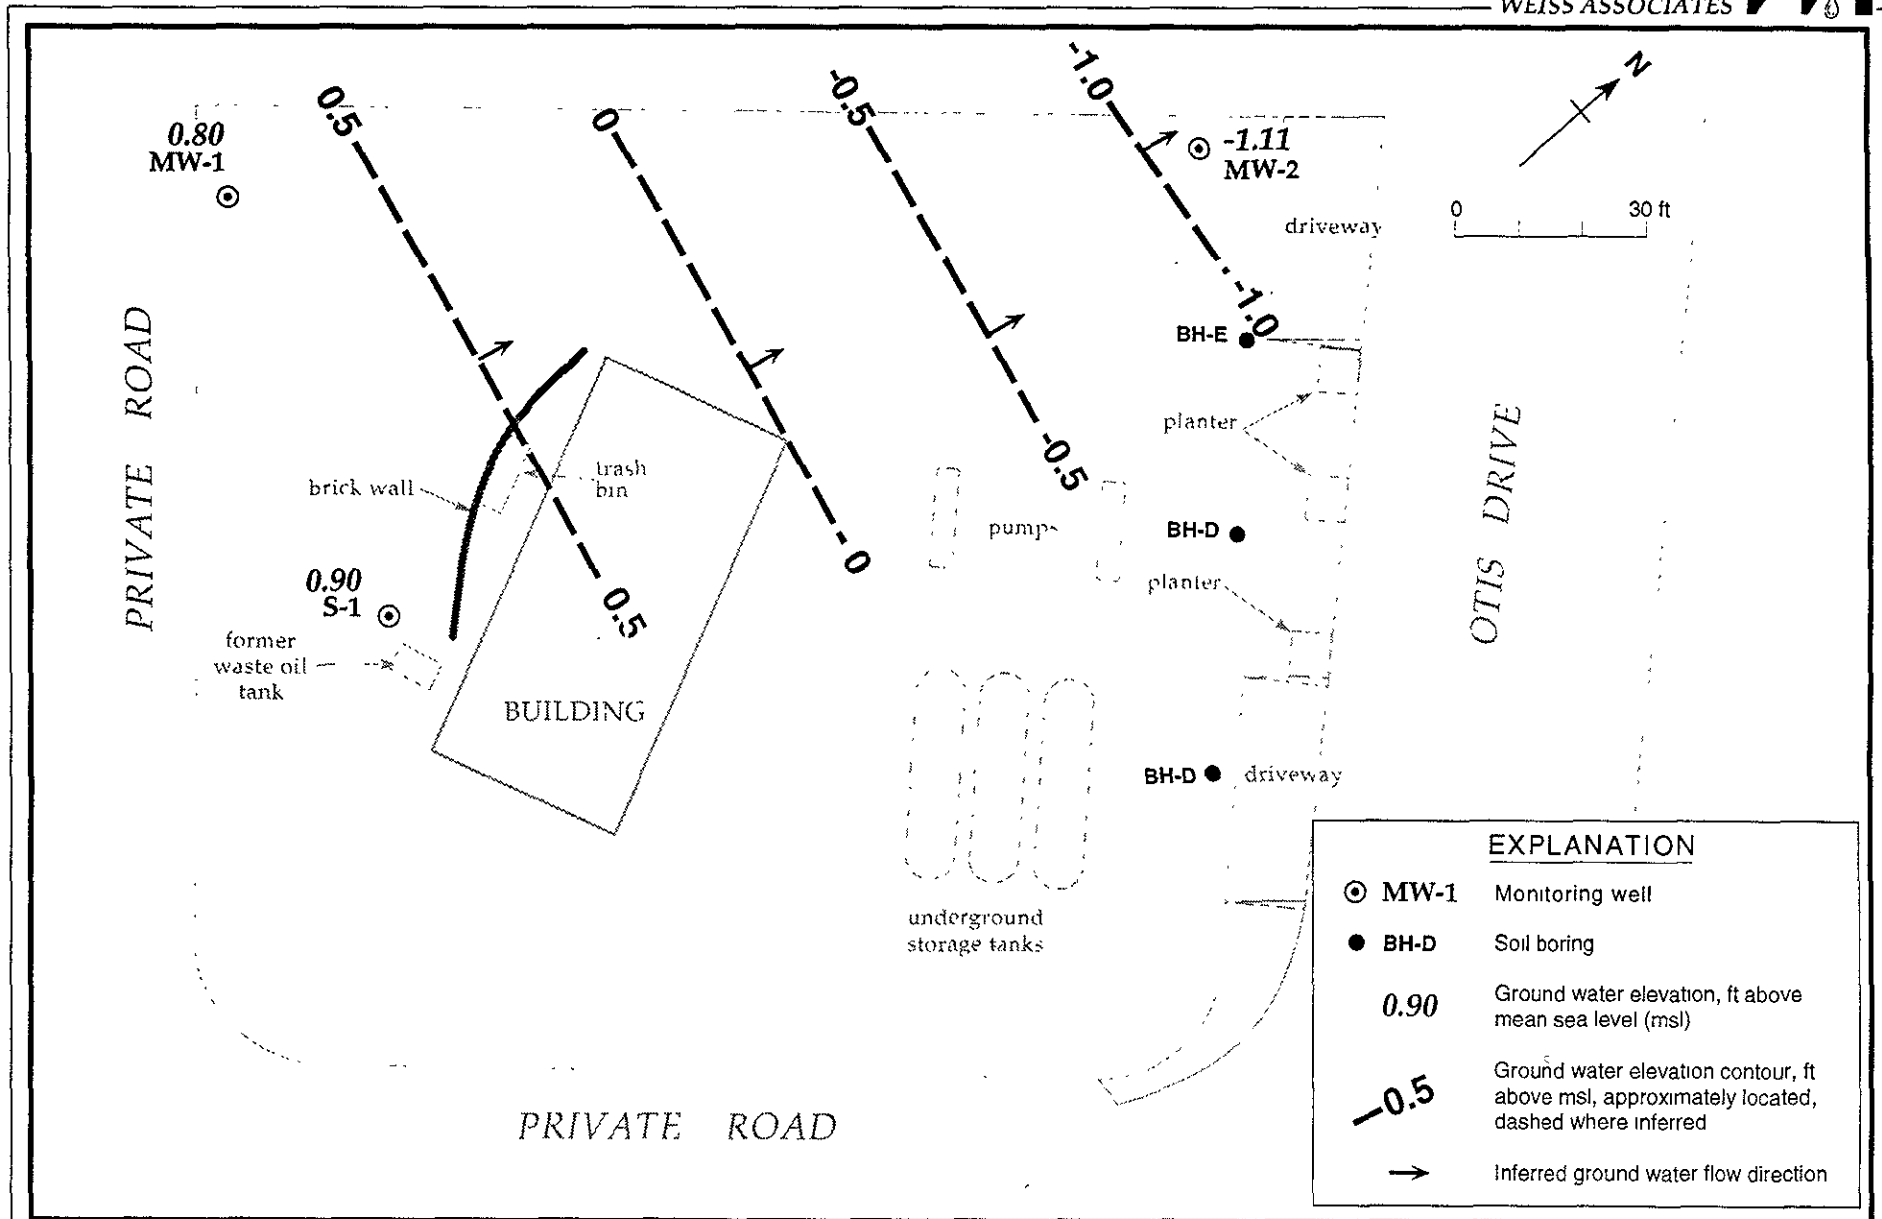 WEISS ASSOCIATES
0.5
0
-0.5
-1.0
N
0.80
MW-1
-1.11
MW-2
0
30 ft
driveway
-1.0
BH-E
PRIVATE ROAD
planter
trash
bin
brick wall
-0.5
pumps
BH-D
OTIS DRIVE
0
0.90
S-1
planter
0.5
former
waste oil
tank
BUILDING
BH-D
driveway
underground
storage tanks
PRIVATE ROAD
EXPLANATION
MW-1 Monitoring well
BH-D Soil boring
0.90 Ground water elevation, ft above
mean sea level (msl)
-0.5 Ground water elevation contour, ft
above msl, approximately located,
dashed where inferred
Inferred ground water flow direction